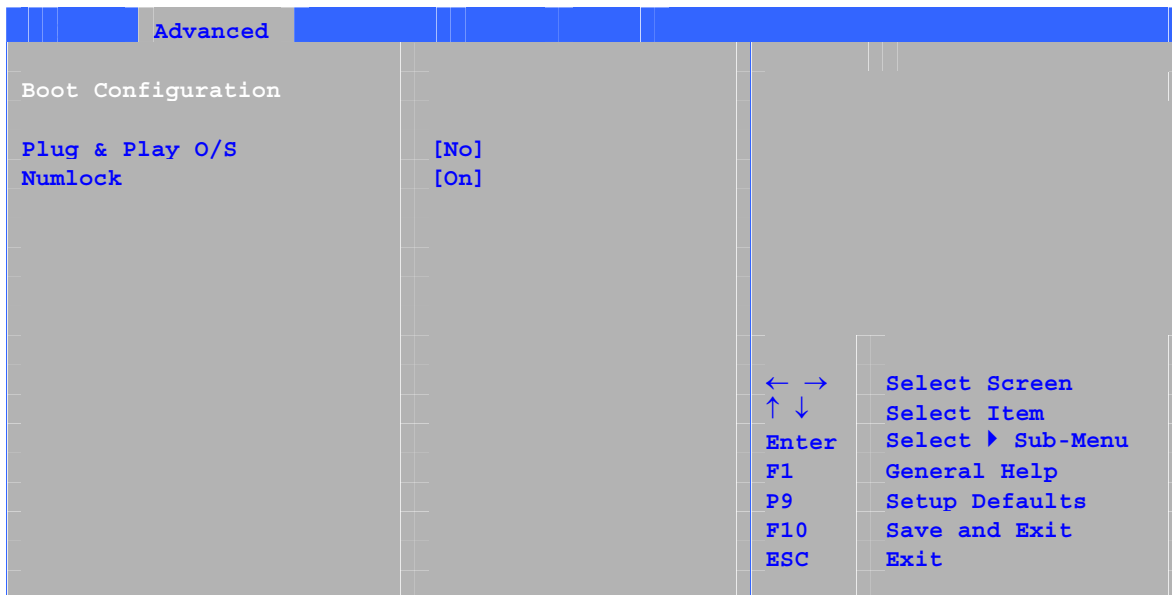 Advanced
Boot Configuration
Plug & Play O/S [No]
Numlock [On]
← → Select Screen
↑ ↓ Select Item
Enter Select ▶ Sub-Menu
F1 General Help
P9 Setup Defaults
F10 Save and Exit
ESC Exit